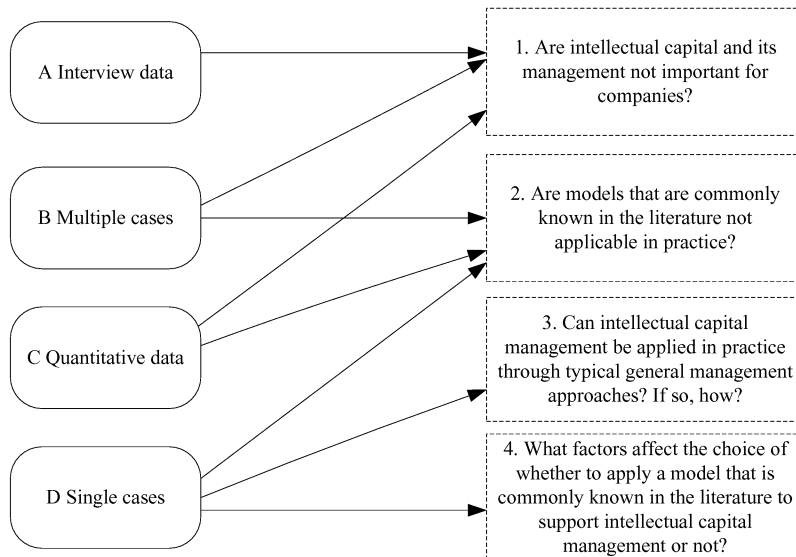 A Interview data
1. Are intellectual capital and its
management not important for
companies?
B Multiple cases
2. Are models that are commonly
known in the literature not
applicable in practice?
C Quantitative data
3. Can intellectual capital
management be applied in practice
through typical general management
approaches? If so, how?
D Single cases
4. What factors affect the choice of
whether to apply a model that is
commonly known in the literature to
support intellectual capital
management or not?